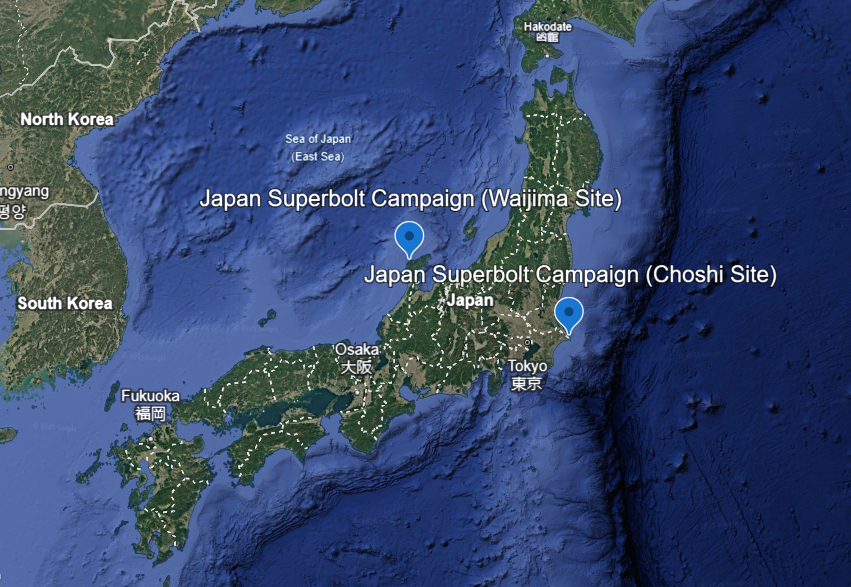 Hakodate
函館
North Korea
Sea of Japan
(East Sea)
ngyang
평양
Japan Superbolt Campaign (Waijima Site)
Japan Superbolt Campaign (Choshi Site)
South Korea
Japan
Osaka
大阪
Tokyo
東京
Fukuoka
福岡